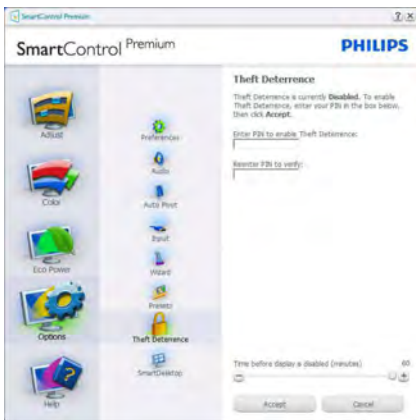 SmartControl Premium
SmartControl Premium
PHILIPS
Adjust
Color
Eco Power
Options
Help
Preferences
Audio
Auto Pivot
Input
Wizard
Presets
Theft Deterrence
SmartDesktop
Theft Deterrence
Theft Deterrence is currently Disabled. To enable
Theft Deterrence, enter your PIN in the box below,
then click Accept.
Enter PIN to enable Theft Deterrence:
Reenter PIN to verify:
Time before display is disabled (minutes) 60
Accept Cancel